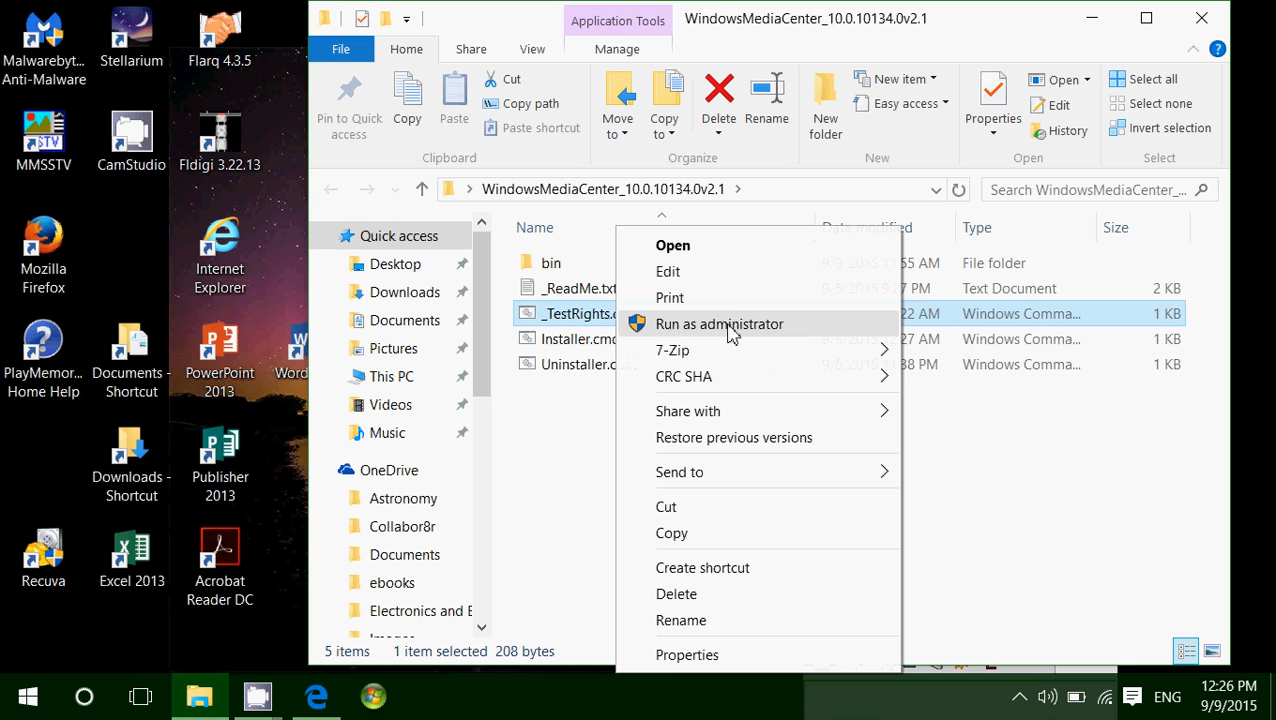 Malwarebyt...
Anti-Malware
Stellarium
Flarq 4.3.5
MMSSTV
CamStudio
Fldigi 3.22.13
Mozilla
Firefox
Internet
Explorer
PlayMemor...
Home Help
Documents -
Shortcut
PowerPoint
2013
Word
Downloads -
Shortcut
Publisher
2013
Recuva
Excel 2013
Acrobat
Reader DC
Application Tools
WindowsMediaCenter_10.0.10134.0v2.1
File
Home
Share
View
Manage
Pin to Quick
access
Copy
Paste
Cut
Copy path
Paste shortcut
Clipboard
Move
to
Copy
to
Delete
Rename
Organize
New
folder
New item
Easy access
New
Properties
Open
Edit
History
Open
Select all
Select none
Invert selection
Select
WindowsMediaCenter_10.0.10134.0v2.1
Search WindowsMediaCenter_...
Quick access
Desktop
Downloads
Documents
Pictures
This PC
Videos
Music
OneDrive
Astronomy
Collabor8r
Documents
ebooks
Electronics and E
Name
Date modified
Type
Size
bin
File folder
_ReadMe.txt
Text Document
2 KB
_TestRights.c
Windows Comma...
1 KB
Installer.cmd
Windows Comma...
1 KB
Uninstaller.c
Windows Comma...
1 KB
Open
Edit
Print
Run as administrator
7-Zip
CRC SHA
Share with
Restore previous versions
Send to
Cut
Copy
Create shortcut
Delete
Rename
Properties
5 items
1 item selected 208 bytes
ENG
12:26 PM
9/9/2015